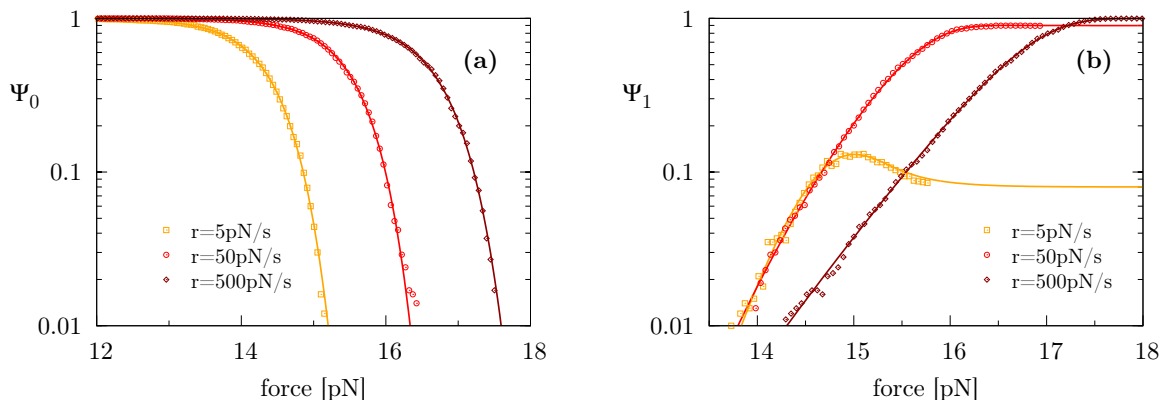 1
0.1
0.01
Ψ0
(a)
r=5pN/s
r=50pN/s
r=500pN/s
12
14
16
18
force [pN]
1
0.1
0.01
Ψ1
(b)
r=5pN/s
r=50pN/s
r=500pN/s
14
15
16
17
18
force [pN]